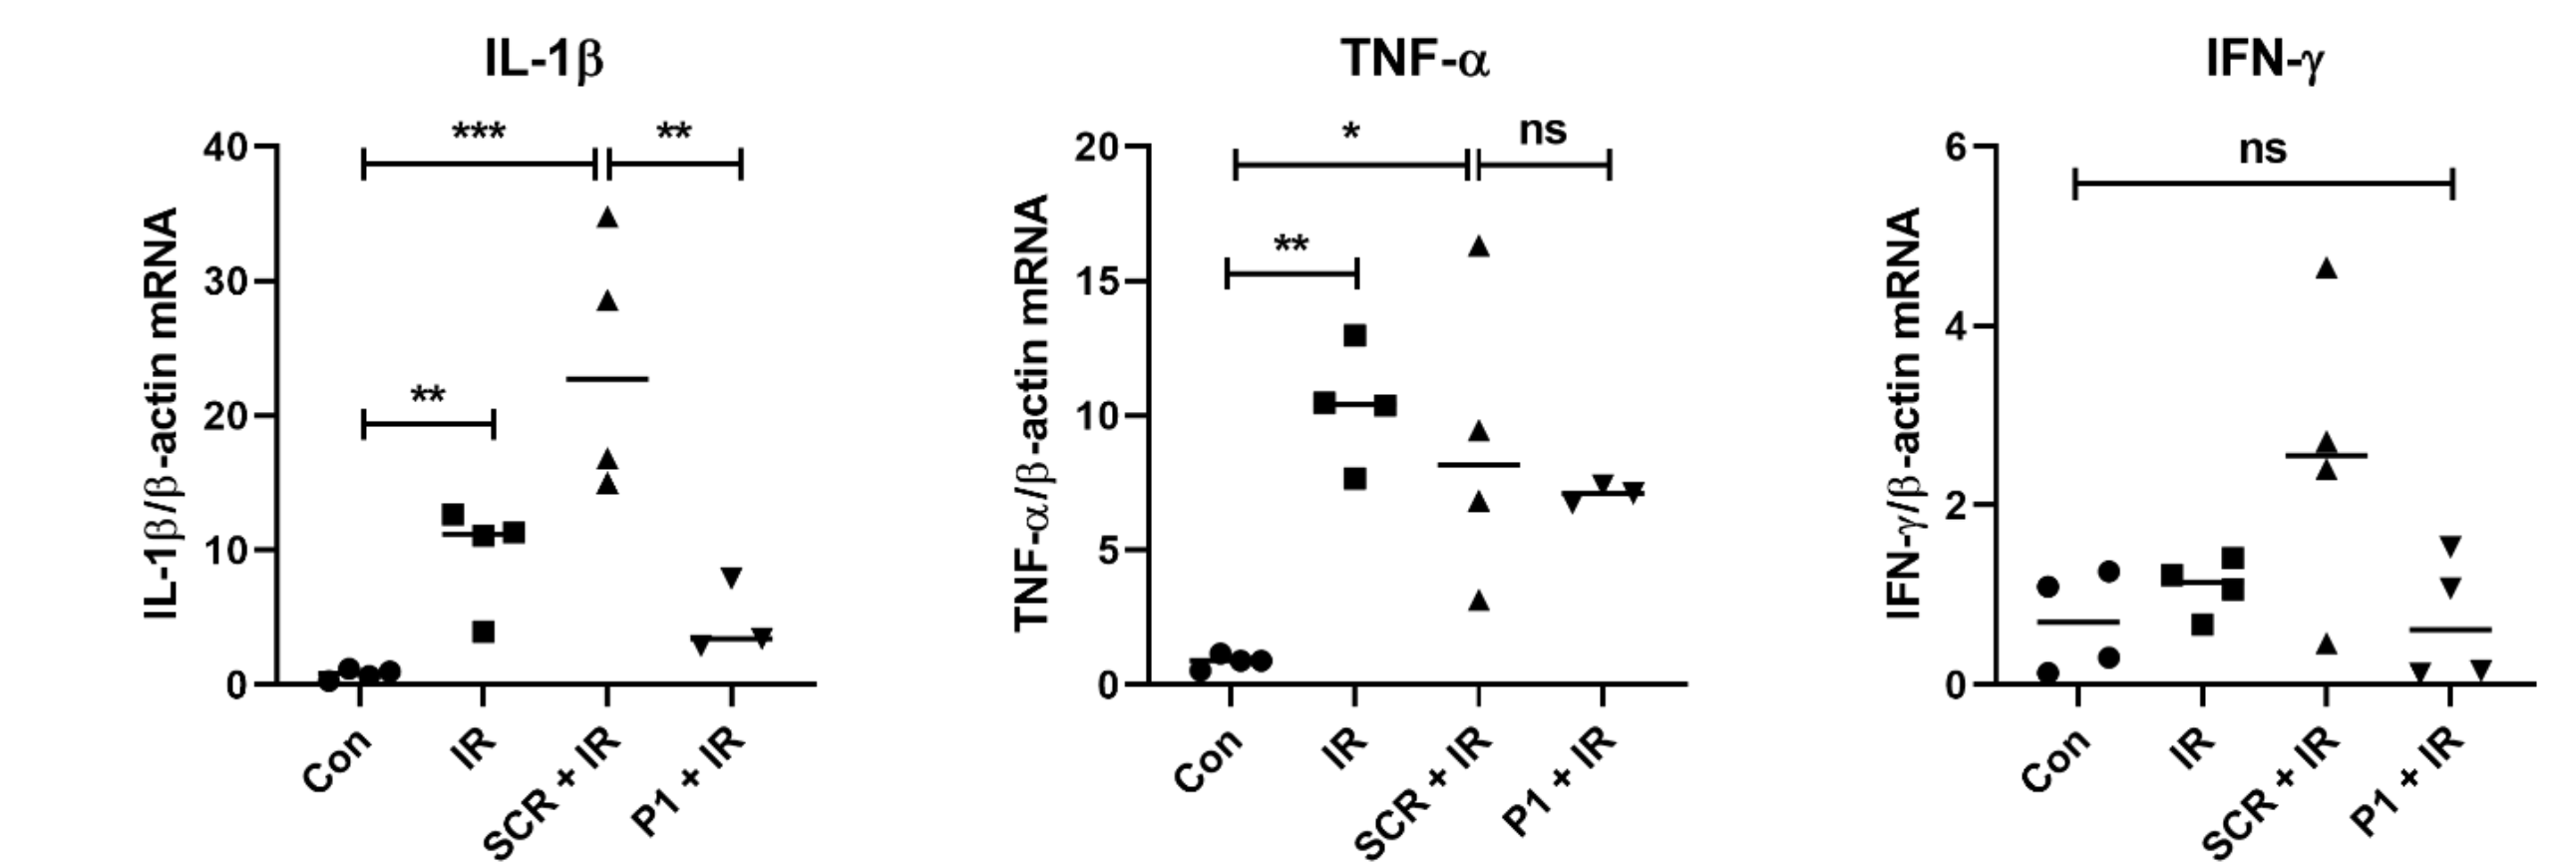 IL-1β
*** **
**
40
30
20
10
0
IL-1β/β-actin mRNA
Con
IR
SCR + IR
P1 + IR
TNF-α
* ns
**
20
15
10
5
0
TNF-α/β-actin mRNA
Con
IR
SCR + IR
P1 + IR
IFN-γ
ns
6
4
2
0
IFN-γ/β-actin mRNA
Con
IR
SCR + IR
P1 + IR